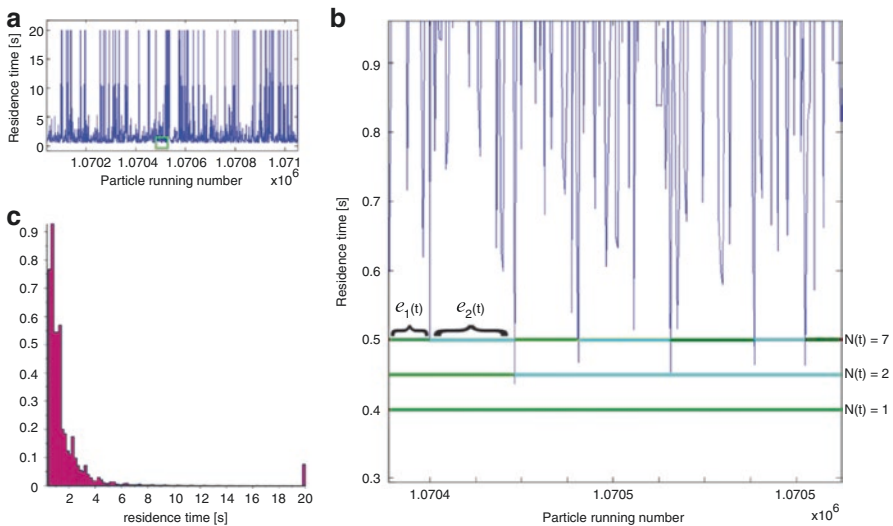 a
Residence time [s]
20
15
10
5
0
1.0702 1.0704 1.0706 1.0708 1.071
Particle running number
x10⁶
b
Residence time [s]
0.9
0.8
0.7
0.6
0.5
0.4
0.3
e₁(t) e₂(t)
N(t) = 7
N(t) = 2
N(t) = 1
1.0704 1.0705 1.0705
x10⁶
Particle running number
c
0.9
0.8
0.7
0.6
0.5
0.4
0.3
0.2
0.1
0
2 4 6 8 10 12 14 16 18 20
residence time [s]